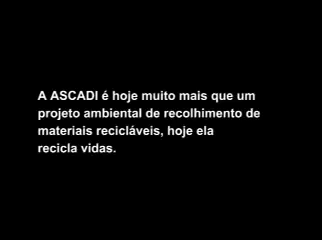 A ASCADI é hoje muito mais que um
projeto ambiental de recolhimento de
materiais recicláveis, hoje ela
recicla vidas.